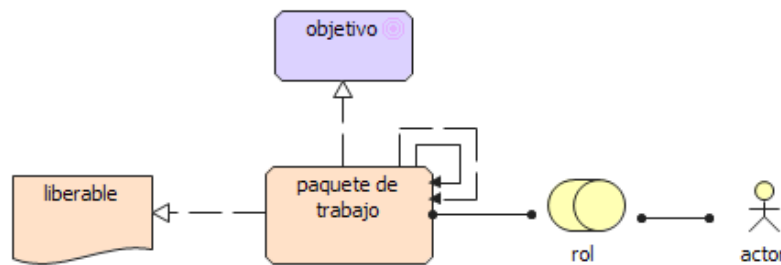 objetivo
liberable
paquete de
trabajo
rol
actor